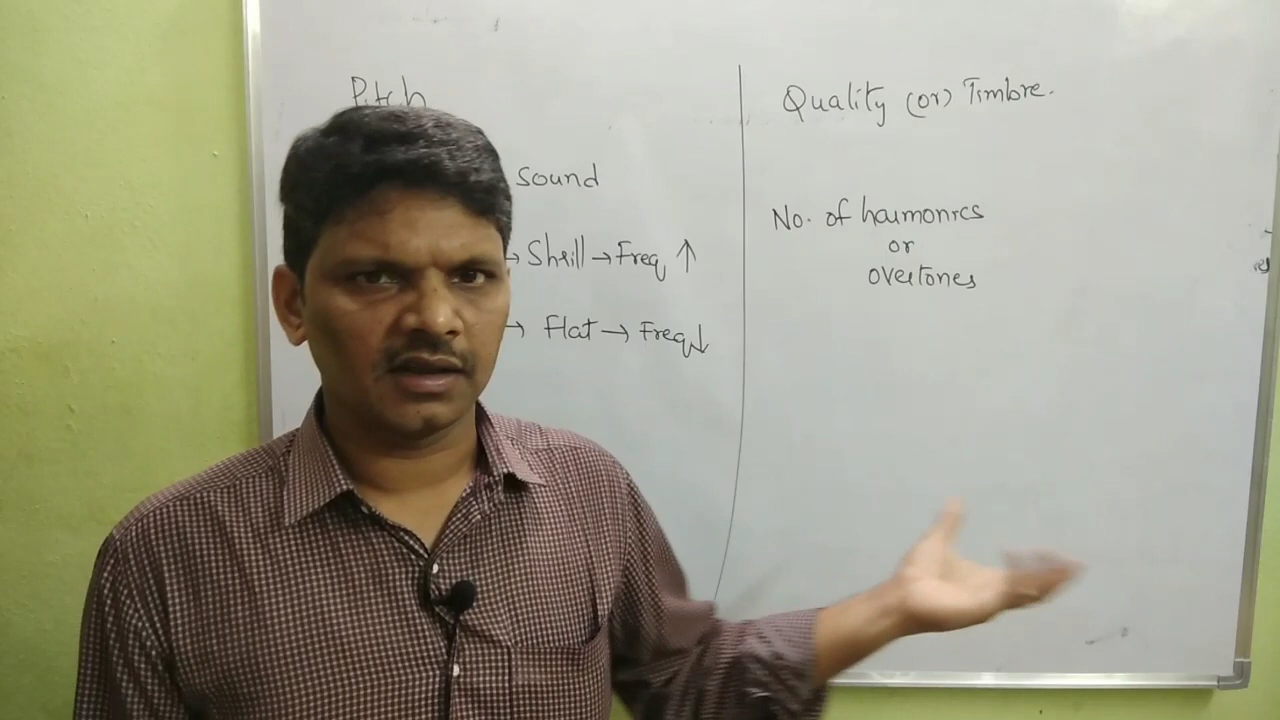 Pitch
Sound
→ Shrill → Freq ↑
→ Flat → Freq↓
Quality (or) Timbre.
No. of harmonics
or
overtones